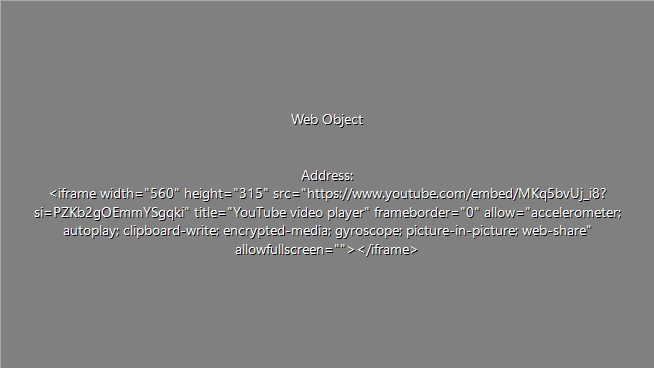 Web Object
Address:
<iframe width="560" height="315" src="https://www.youtube.com/embed/MKq5bvUj_i8?
si=PZKb2gOEmmYSgqki" title="YouTube video player" frameborder="0" allow="accelerometer;
autoplay; clipboard-write; encrypted-media; gyroscope; picture-in-picture; web-share"
allowfullscreen=""></iframe>